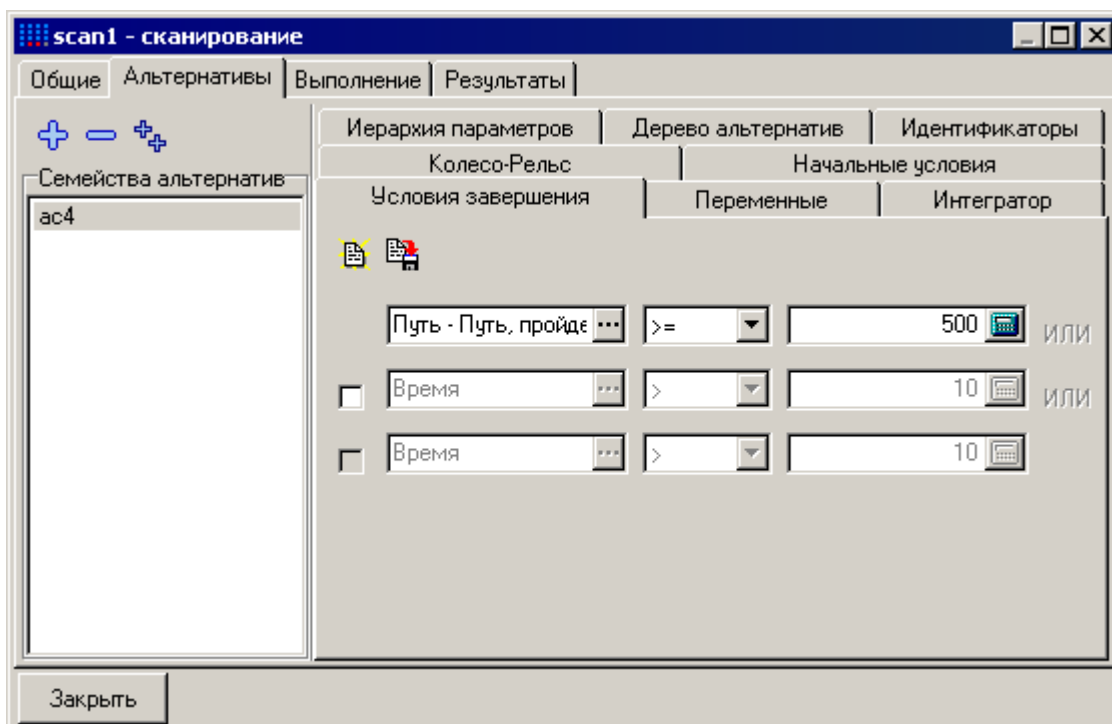 scan1 - сканирование
Общие Альтернативы Выполнение Результаты
Иерархия параметров Дерево альтернатив Идентификаторы
Колесо-Рельс Начальные условия
Семейства альтернатив
Условия завершения Переменные Интегратор
ac4
Путь - Путь, пройде ... >= 500 ИЛИ
Время ... > 10 ИЛИ
Время ... > 10
Закрыть